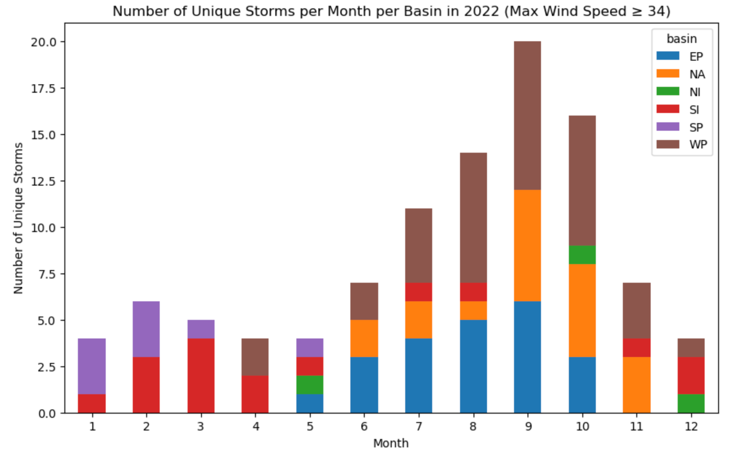 Number of Unique Storms per Month per Basin in 2022 (Max Wind Speed ≥ 34)
Number of Unique Storms
20.0
17.5
15.0
12.5
10.0
7.5
5.0
2.5
0.0
basin
EP
NA
NI
SI
SP
WP
1 2 3 4 5 6 7 8 9 10 11 12
Month